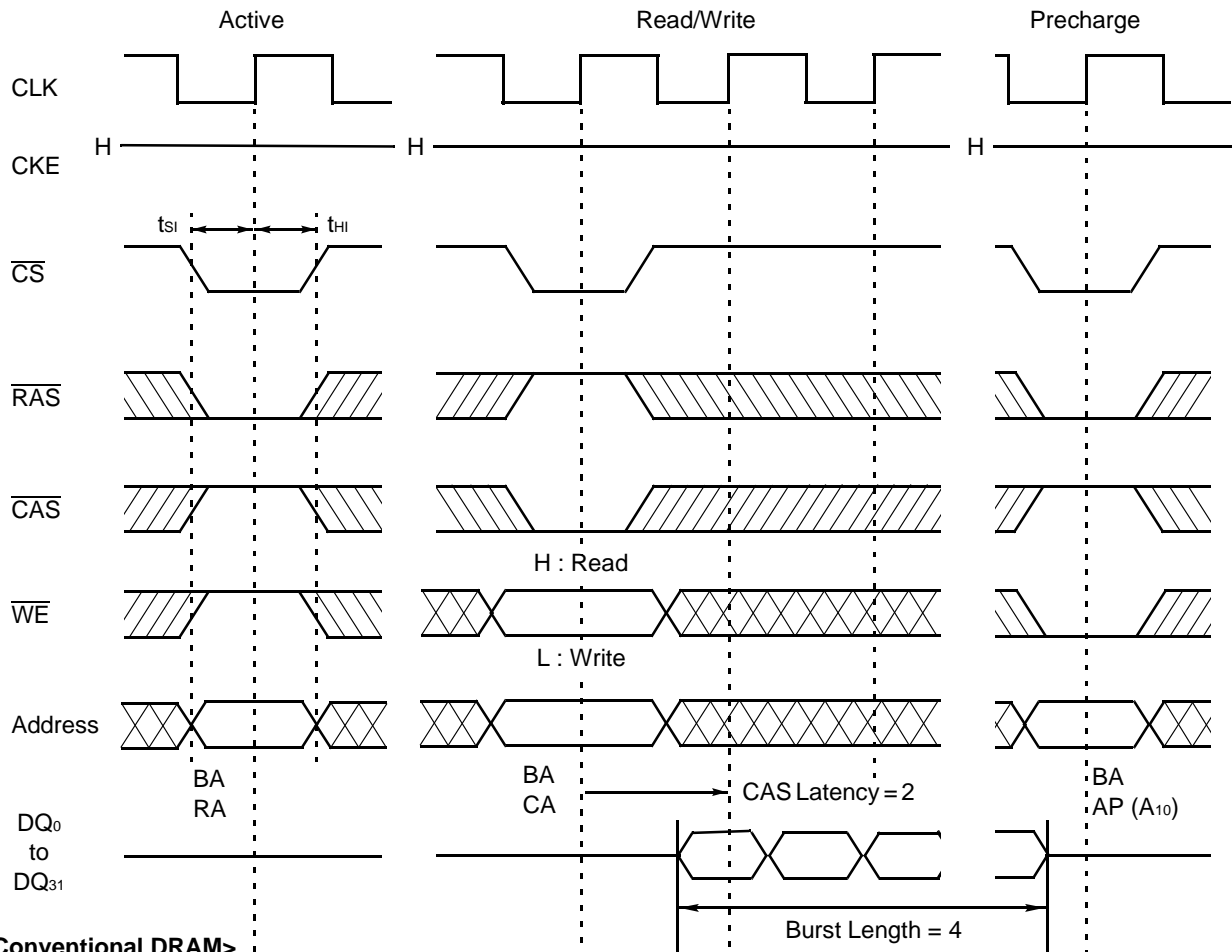 Active Read/Write Precharge
CLK
H H H
CKE
tSI tHI
CS
RAS
CAS
H : Read
WE
L : Write
Address
BA BA CAS Latency = 2 BA
RA CA AP (A10)
DQ0
to
DQ31
Burst Length = 4
Conventional DRAM>